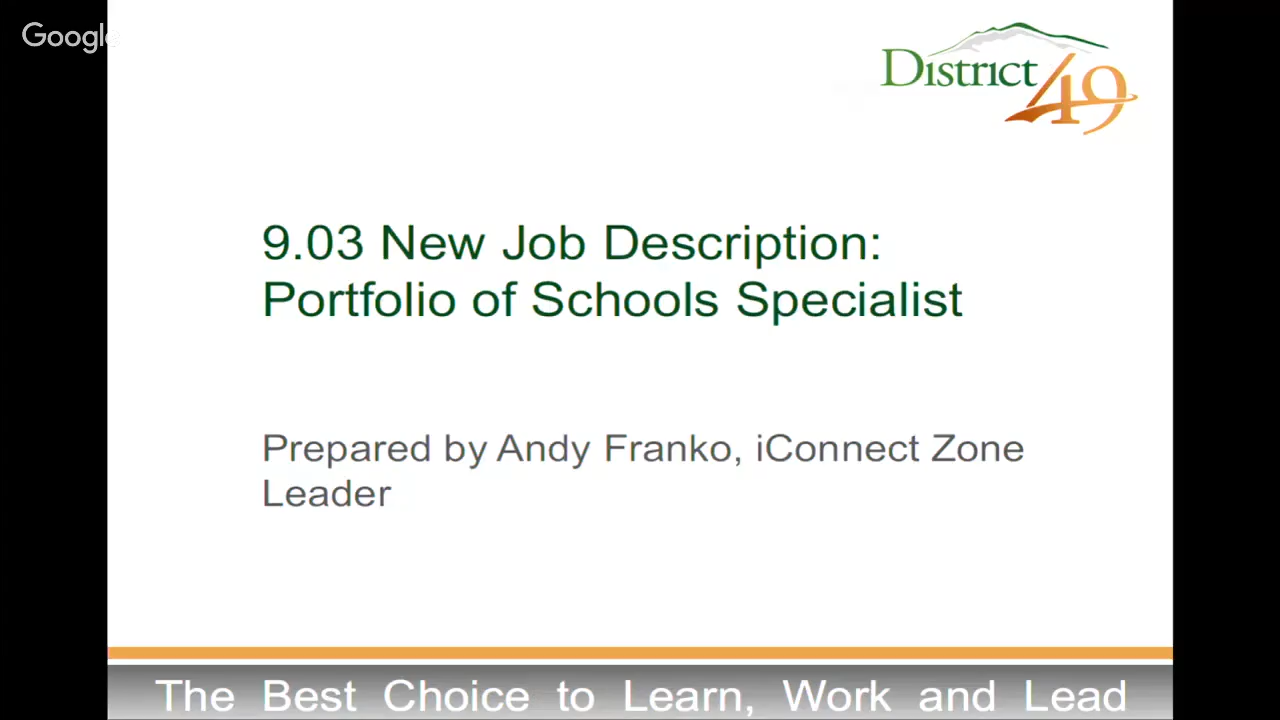 Google
District
49
9.03 New Job Description:
Portfolio of Schools Specialist
Prepared by Andy Franko, iConnect Zone
Leader
The Best Choice to Learn, Work and Lead